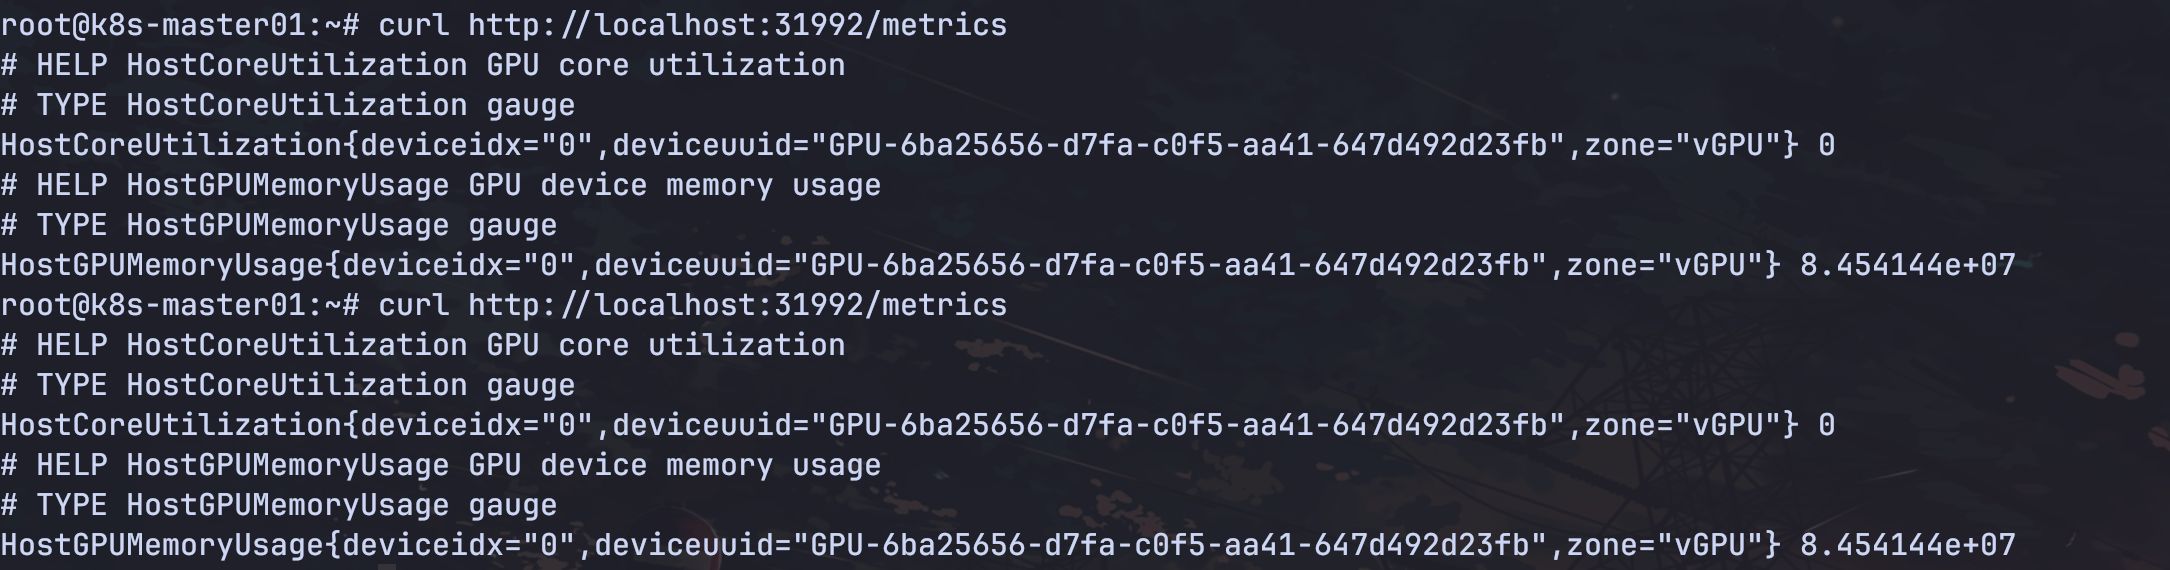 root@k8s-master01:~# curl http://localhost:31992/metrics
# HELP HostCoreUtilization GPU core utilization
# TYPE HostCoreUtilization gauge
HostCoreUtilization{deviceidx="0",deviceuuid="GPU-6ba25656-d7fa-c0f5-aa41-647d492d23fb",zone="vGPU"} 0
# HELP HostGPUMemoryUsage GPU device memory usage
# TYPE HostGPUMemoryUsage gauge
HostGPUMemoryUsage{deviceidx="0",deviceuuid="GPU-6ba25656-d7fa-c0f5-aa41-647d492d23fb",zone="vGPU"} 8.454144e+07
root@k8s-master01:~# curl http://localhost:31992/metrics
# HELP HostCoreUtilization GPU core utilization
# TYPE HostCoreUtilization gauge
HostCoreUtilization{deviceidx="0",deviceuuid="GPU-6ba25656-d7fa-c0f5-aa41-647d492d23fb",zone="vGPU"} 0
# HELP HostGPUMemoryUsage GPU device memory usage
# TYPE HostGPUMemoryUsage gauge
HostGPUMemoryUsage{deviceidx="0",deviceuuid="GPU-6ba25656-d7fa-c0f5-aa41-647d492d23fb",zone="vGPU"} 8.454144e+07